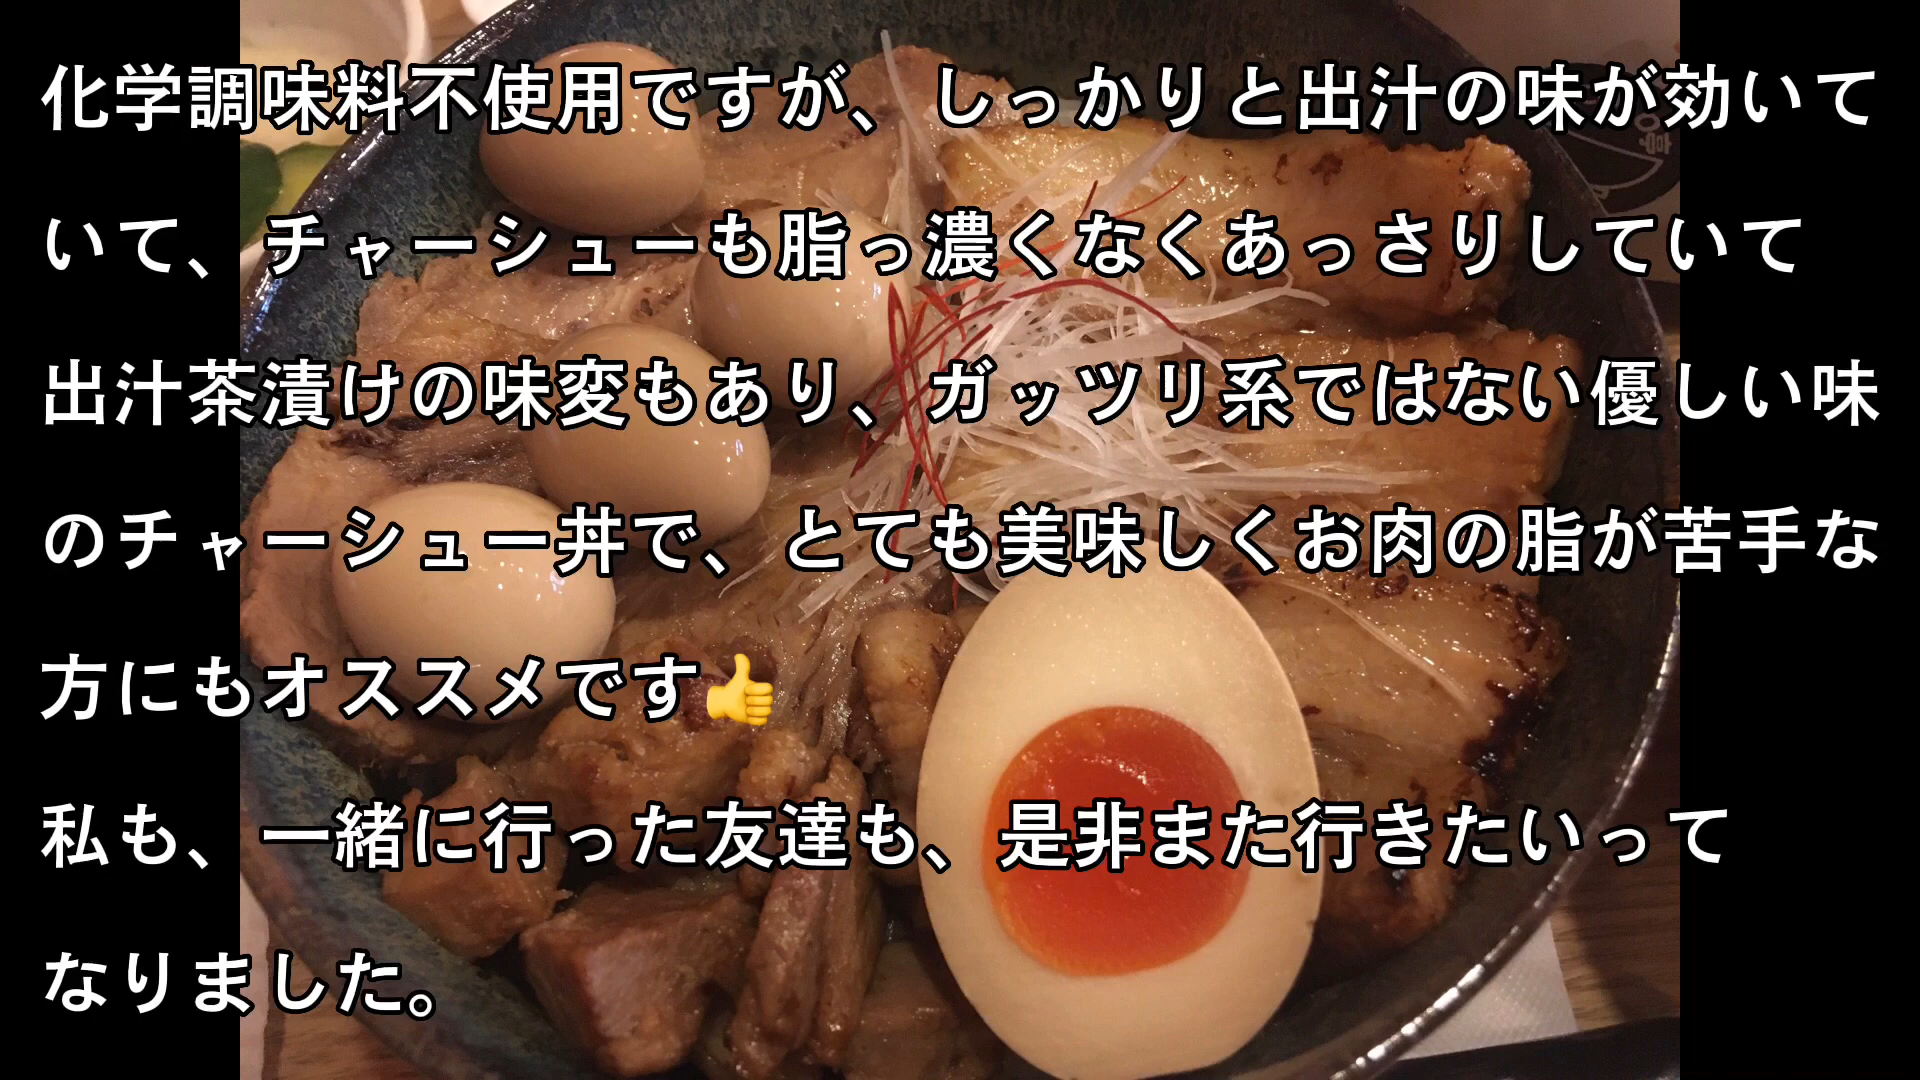 化学調味料不使用ですが、しっかりと出汁の味が効いて
いて、チャーシューも脂っ濃くなくあっさりしていて
出汁茶漬けの味変もあり、ガッツリ系ではない優しい味
のチャーシュー丼で、とても美味しくお肉の脂が苦手な
方にもオススメです👍
私も、一緒に行った友達も、是非また行きたいって
なりました。